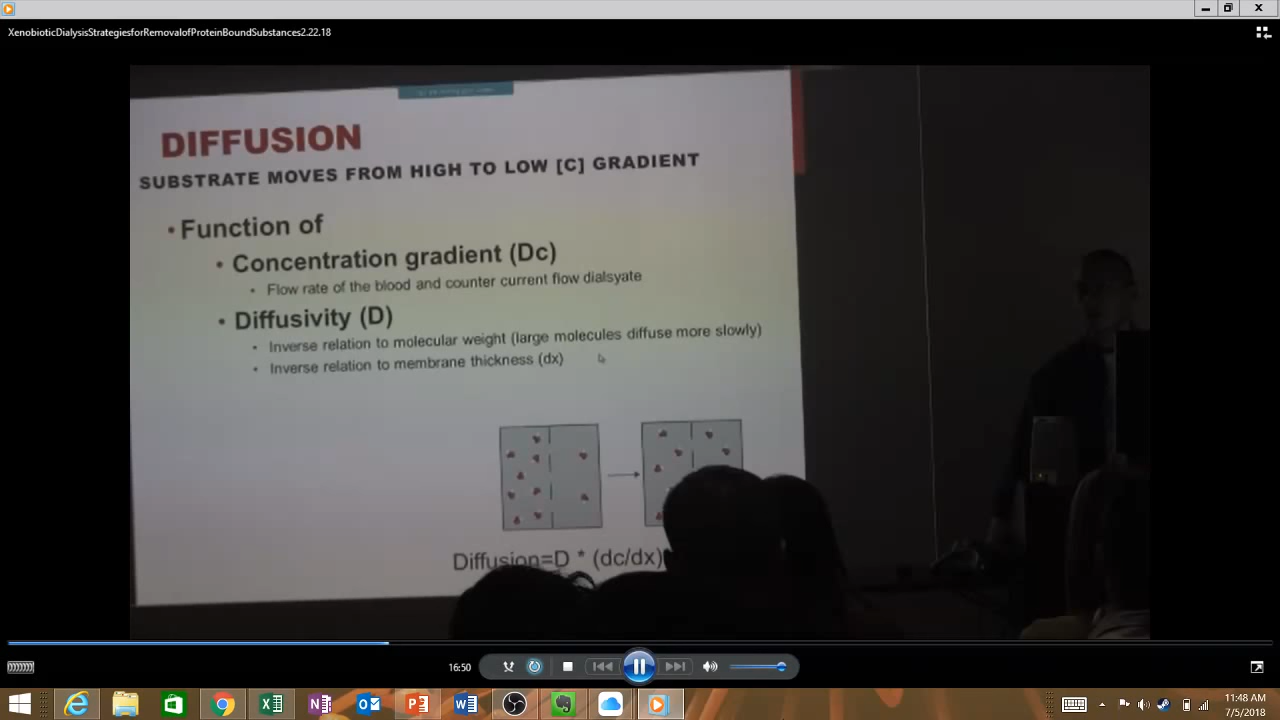 XenobioticDialysisStrategiesforRemovalofProteinBoundSubstances2.22.18
DIFFUSION
SUBSTRATE MOVES FROM HIGH TO LOW [C] GRADIENT
• Function of
• Concentration gradient (Dc)
• Flow rate of the blood and counter current flow dialsyate
• Diffusivity (D)
• Inverse relation to molecular weight (large molecules diffuse more slowly)
• Inverse relation to membrane thickness (dx)
Diffusion=D * (dc/dx)
16:50
11:48 AM
7/5/2018